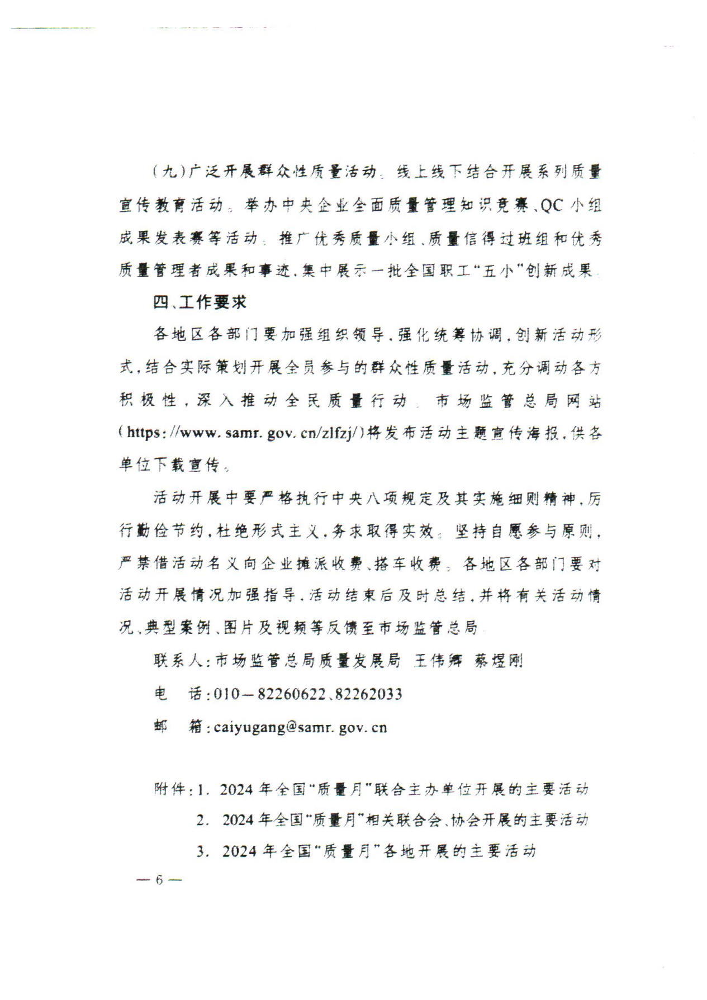 （九）广泛开展群众性质量活动。线上线下结合开展系列质量
宣传教育活动。举办中央企业全面质量管理知识竞赛、QC小组
成果发表赛等活动。推广优秀质量小组、质量信得过班组和优秀
质量管理者成果和事迹，集中展示一批全国职工“五小”创新成果。
四、工作要求
各地区各部门要加强组织领导，强化统筹协调，创新活动形
式，结合实际策划开展全员参与的群众性质量活动，充分调动各方
积极性，深入推动全民质量行动。市场监管总局网站
(https://www.samr.gov.cn/zlfzj/)将发布活动主题宣传海报，供各
单位下载宣传。
活动开展中要严格执行中央八项规定及其实施细则精神，厉
行勤俭节约，杜绝形式主义，务求取得实效。坚持自愿参与原则，
严禁借活动名义向企业摊派收费、搭车收费。各地区各部门要对
活动开展情况加强指导，活动结束后及时总结，并将有关活动情
况、典型案例、图片及视频等反馈至市场监管总局。
联系人：市场监管总局质量发展局 王伟卿 蔡煜刚
电 话：010－82260622、82262033
邮 箱：caiyugang@samr.gov.cn
附件：1. 2024年全国“质量月”联合主办单位开展的主要活动
2. 2024年全国“质量月”相关联合会、协会开展的主要活动
3. 2024年全国“质量月”各地开展的主要活动
— 6 —